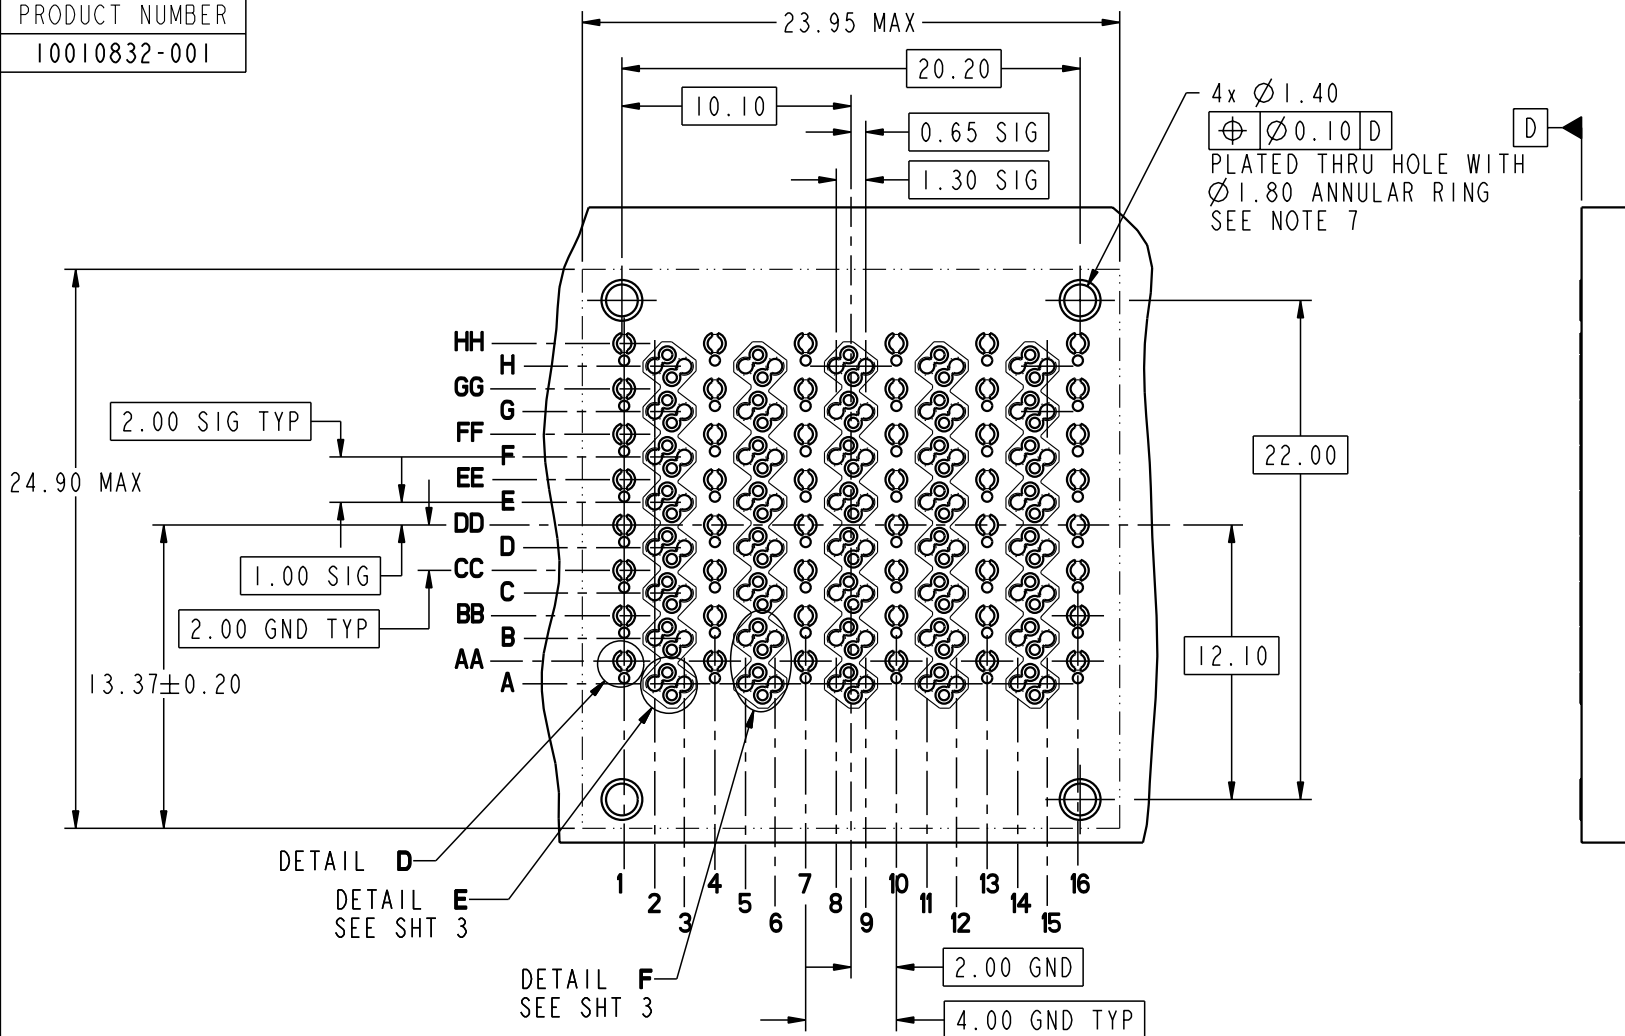 PRODUCT NUMBER
10010832-001
23.95 MAX
20.20
10.10
0.65 SIG
1.30 SIG
4x Ø1.40
⌖ Ø0.10 D
PLATED THRU HOLE WITH
Ø1.80 ANNULAR RING
SEE NOTE 7
D
HH
H
GG
G
FF
F
EE
E
DD
D
CC
C
BB
B
AA
A
2.00 SIG TYP
24.90 MAX
1.00 SIG
2.00 GND TYP
13.37±0.20
22.00
12.10
DETAIL D
DETAIL E
SEE SHT 3
DETAIL F
SEE SHT 3
1
2
3
4
5
6
7
8
9
10
11
12
13
14
15
16
2.00 GND
4.00 GND TYP